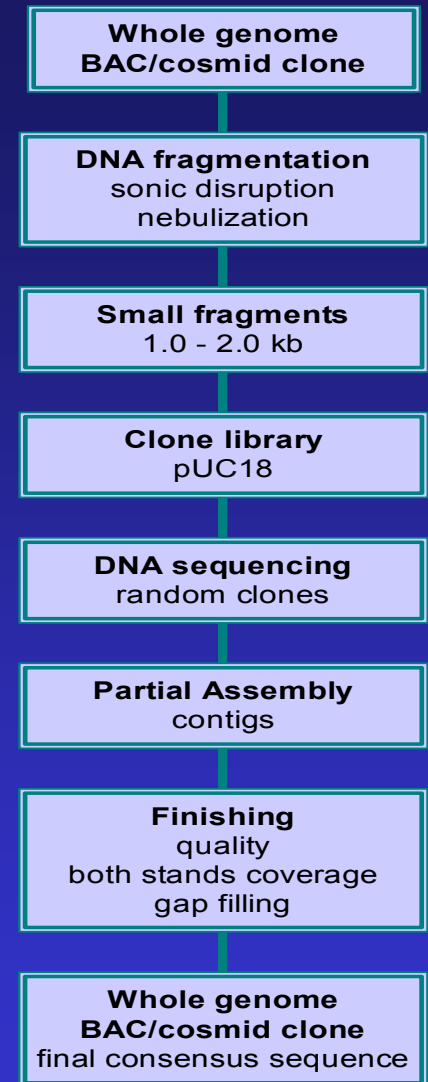 Whole genome
BAC/cosmid clone
DNA fragmentation
sonic disruption
nebulization
Small fragments
1.0 - 2.0 kb
Clone library
pUC18
DNA sequencing
random clones
Partial Assembly
contigs
Finishing
quality
both stands coverage
gap filling
Whole genome
BAC/cosmid clone
final consensus sequence